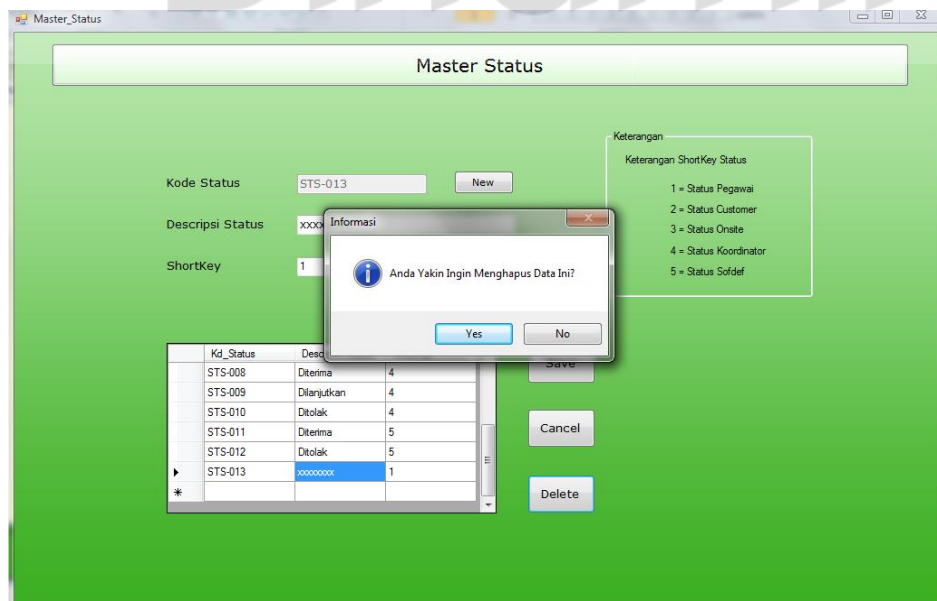 Master_Status
Master Status
Keterangan
Keterangan ShortKey Status
1 = Status Pegawai
2 = Status Customer
3 = Status Onsite
4 = Status Koordinator
5 = Status Sofdef
Kode Status STS-013 New
Descripsi Status
ShortKey 1
Informasi
Anda Yakin Ingin Menghapus Data Ini?
Yes No
Kd_Status
STS-008 Diterima 4
STS-009 Dilanjutkan 4
STS-010 Ditolak 4
STS-011 Diterima 5
STS-012 Ditolak 5
STS-013 xxxxxxxx 1
Save
Cancel
Delete